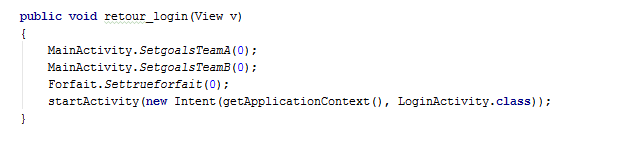 public void retour_login(View v)
{
    MainActivity.SetgoalsTeamA(0);
    MainActivity.SetgoalsTeamB(0);
    Forfait.Settrueforfait(0);
    startActivity(new Intent(getApplicationContext(), LoginActivity.class));
}